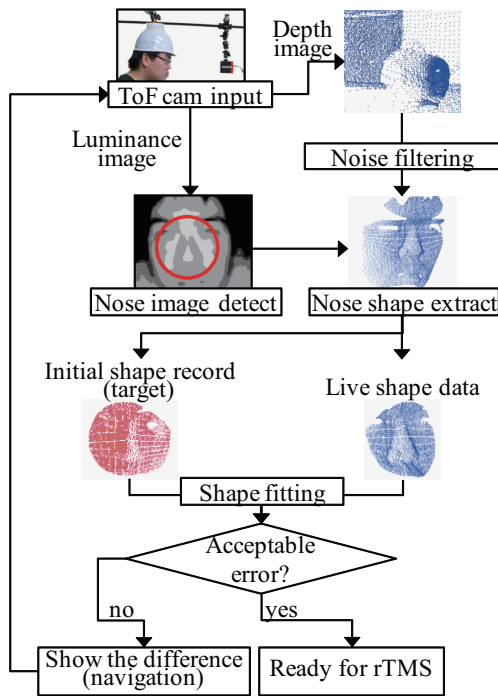 Depth
image
ToF cam input
Luminance
image
Noise filtering
Nose image detect
Nose shape extract
Initial shape record
(target)
Live shape data
Shape fitting
Acceptable
error?
no
yes
Show the difference
(navigation)
Ready for rTMS